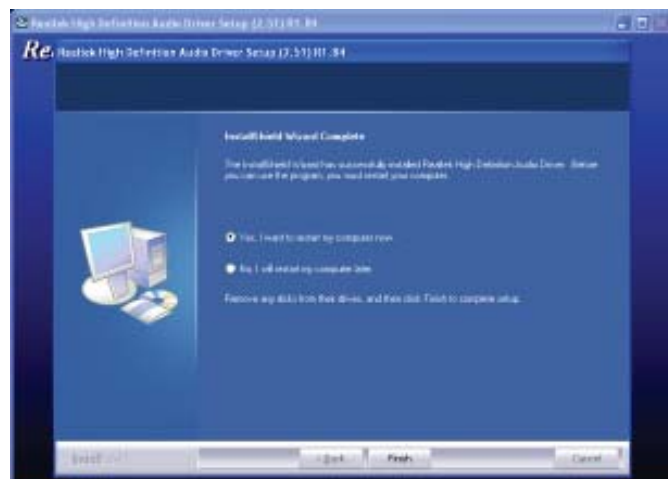 Realtek High Definition Audio Driver Setup (2.51) R1.84
Re
Realtek High Definition Audio Driver Setup (2.51) R1.84
InstallShield Wizard Complete
The InstallShield Wizard has successfully installed Realtek High Definition Audio Driver. Before
you can use the program, you must restart your computer.
Yes, I want to restart my computer now.
No, I will restart my computer later.
Remove any disks from their drives, and then click Finish to complete setup.
InstallShield
< Back
Finish
Cancel